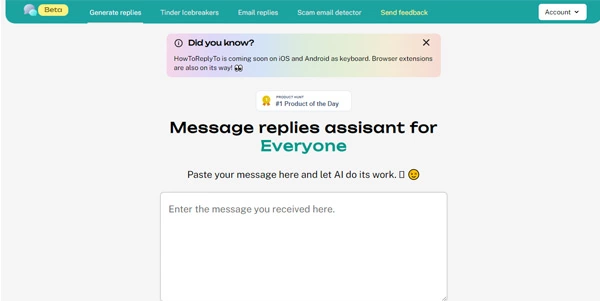 Beta
Generate replies
Tinder Icebreakers
Email replies
Scam email detector
Send feedback
Account
Did you know?
HowToReplyTo is coming soon on iOS and Android as keyboard. Browser extensions
are also on its way! 👀
PRODUCT HUNT
#1 Product of the Day
Message replies assisant for
Everyone
Paste your message here and let AI do its work. 😉
Enter the message you received here.